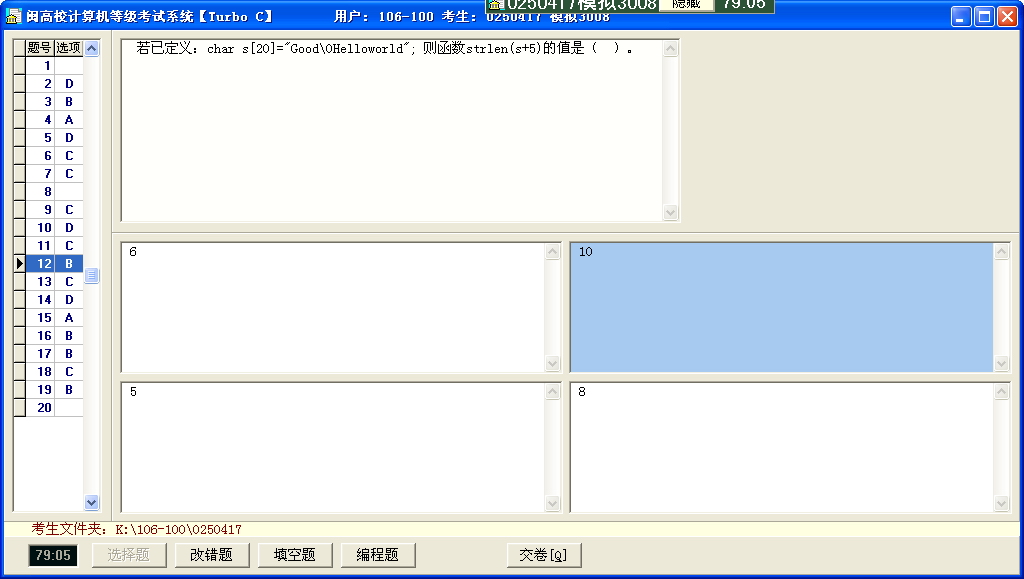 闽高校计算机等级考试系统【Turbo C】 用户: 106-100 考生: 0250417 模拟3008
0250417模拟3008 隐藏 79:05
题号 选项
1
2 D
3 B
4 A
5 D
6 C
7 C
8
9 C
10 D
11 C
12 B
13 C
14 D
15 A
16 B
17 B
18 C
19 B
20
若已定义: char s[20]="Good\0Helloworld"; 则函数strlen(s+5)的值是（ ）。
6
10
5
8
考生文件夹: K:\106-100\0250417
79:05 选择题 改错题 填空题 编程题 交卷[Q]